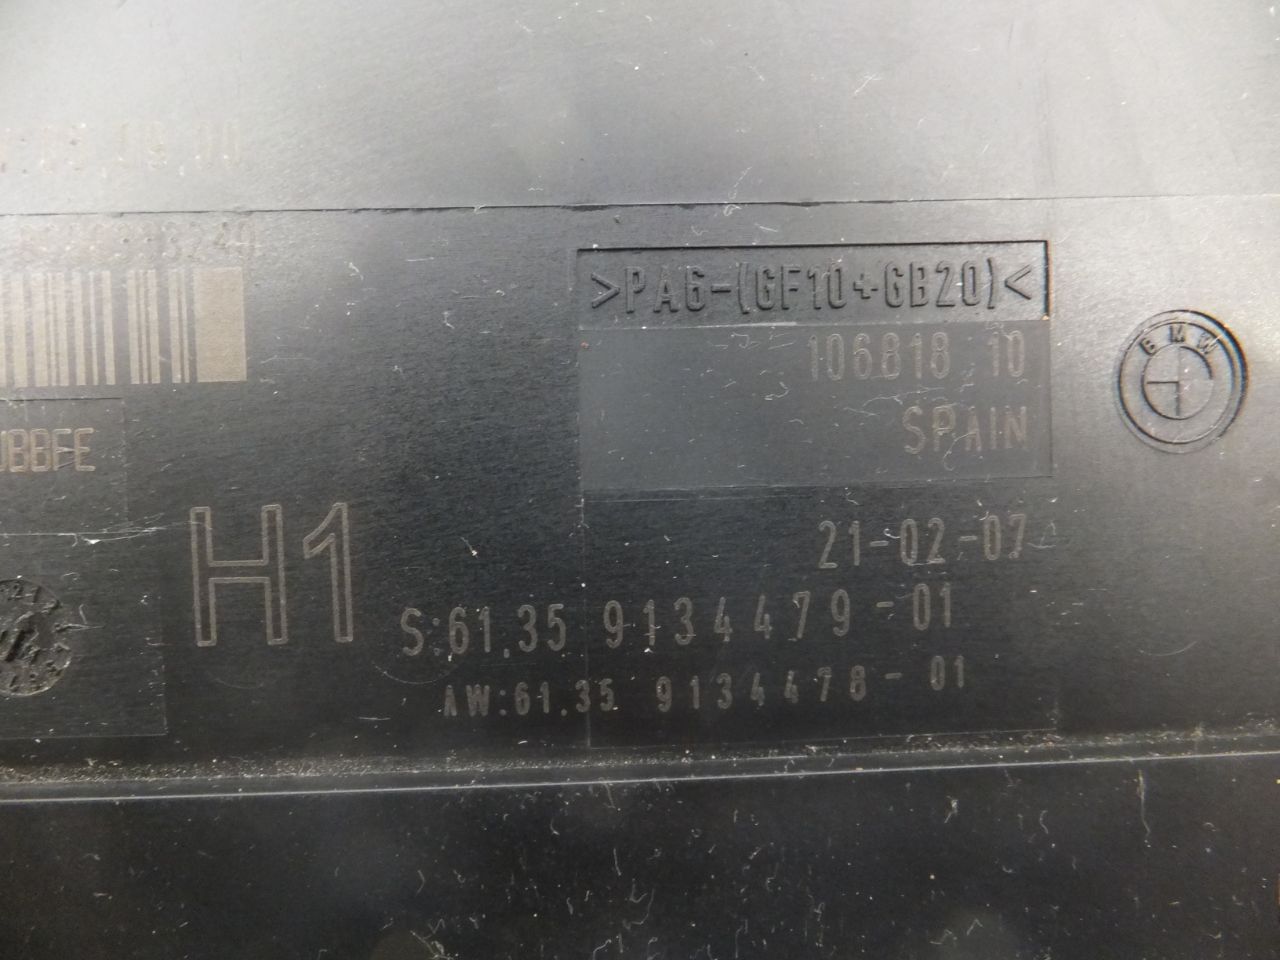 >PA6-(GF10+GB20)<
106818 10
BMW
SPAIN
21-02-07
H1
S:61.35 9134479-01
AW:61.35 9134478-01